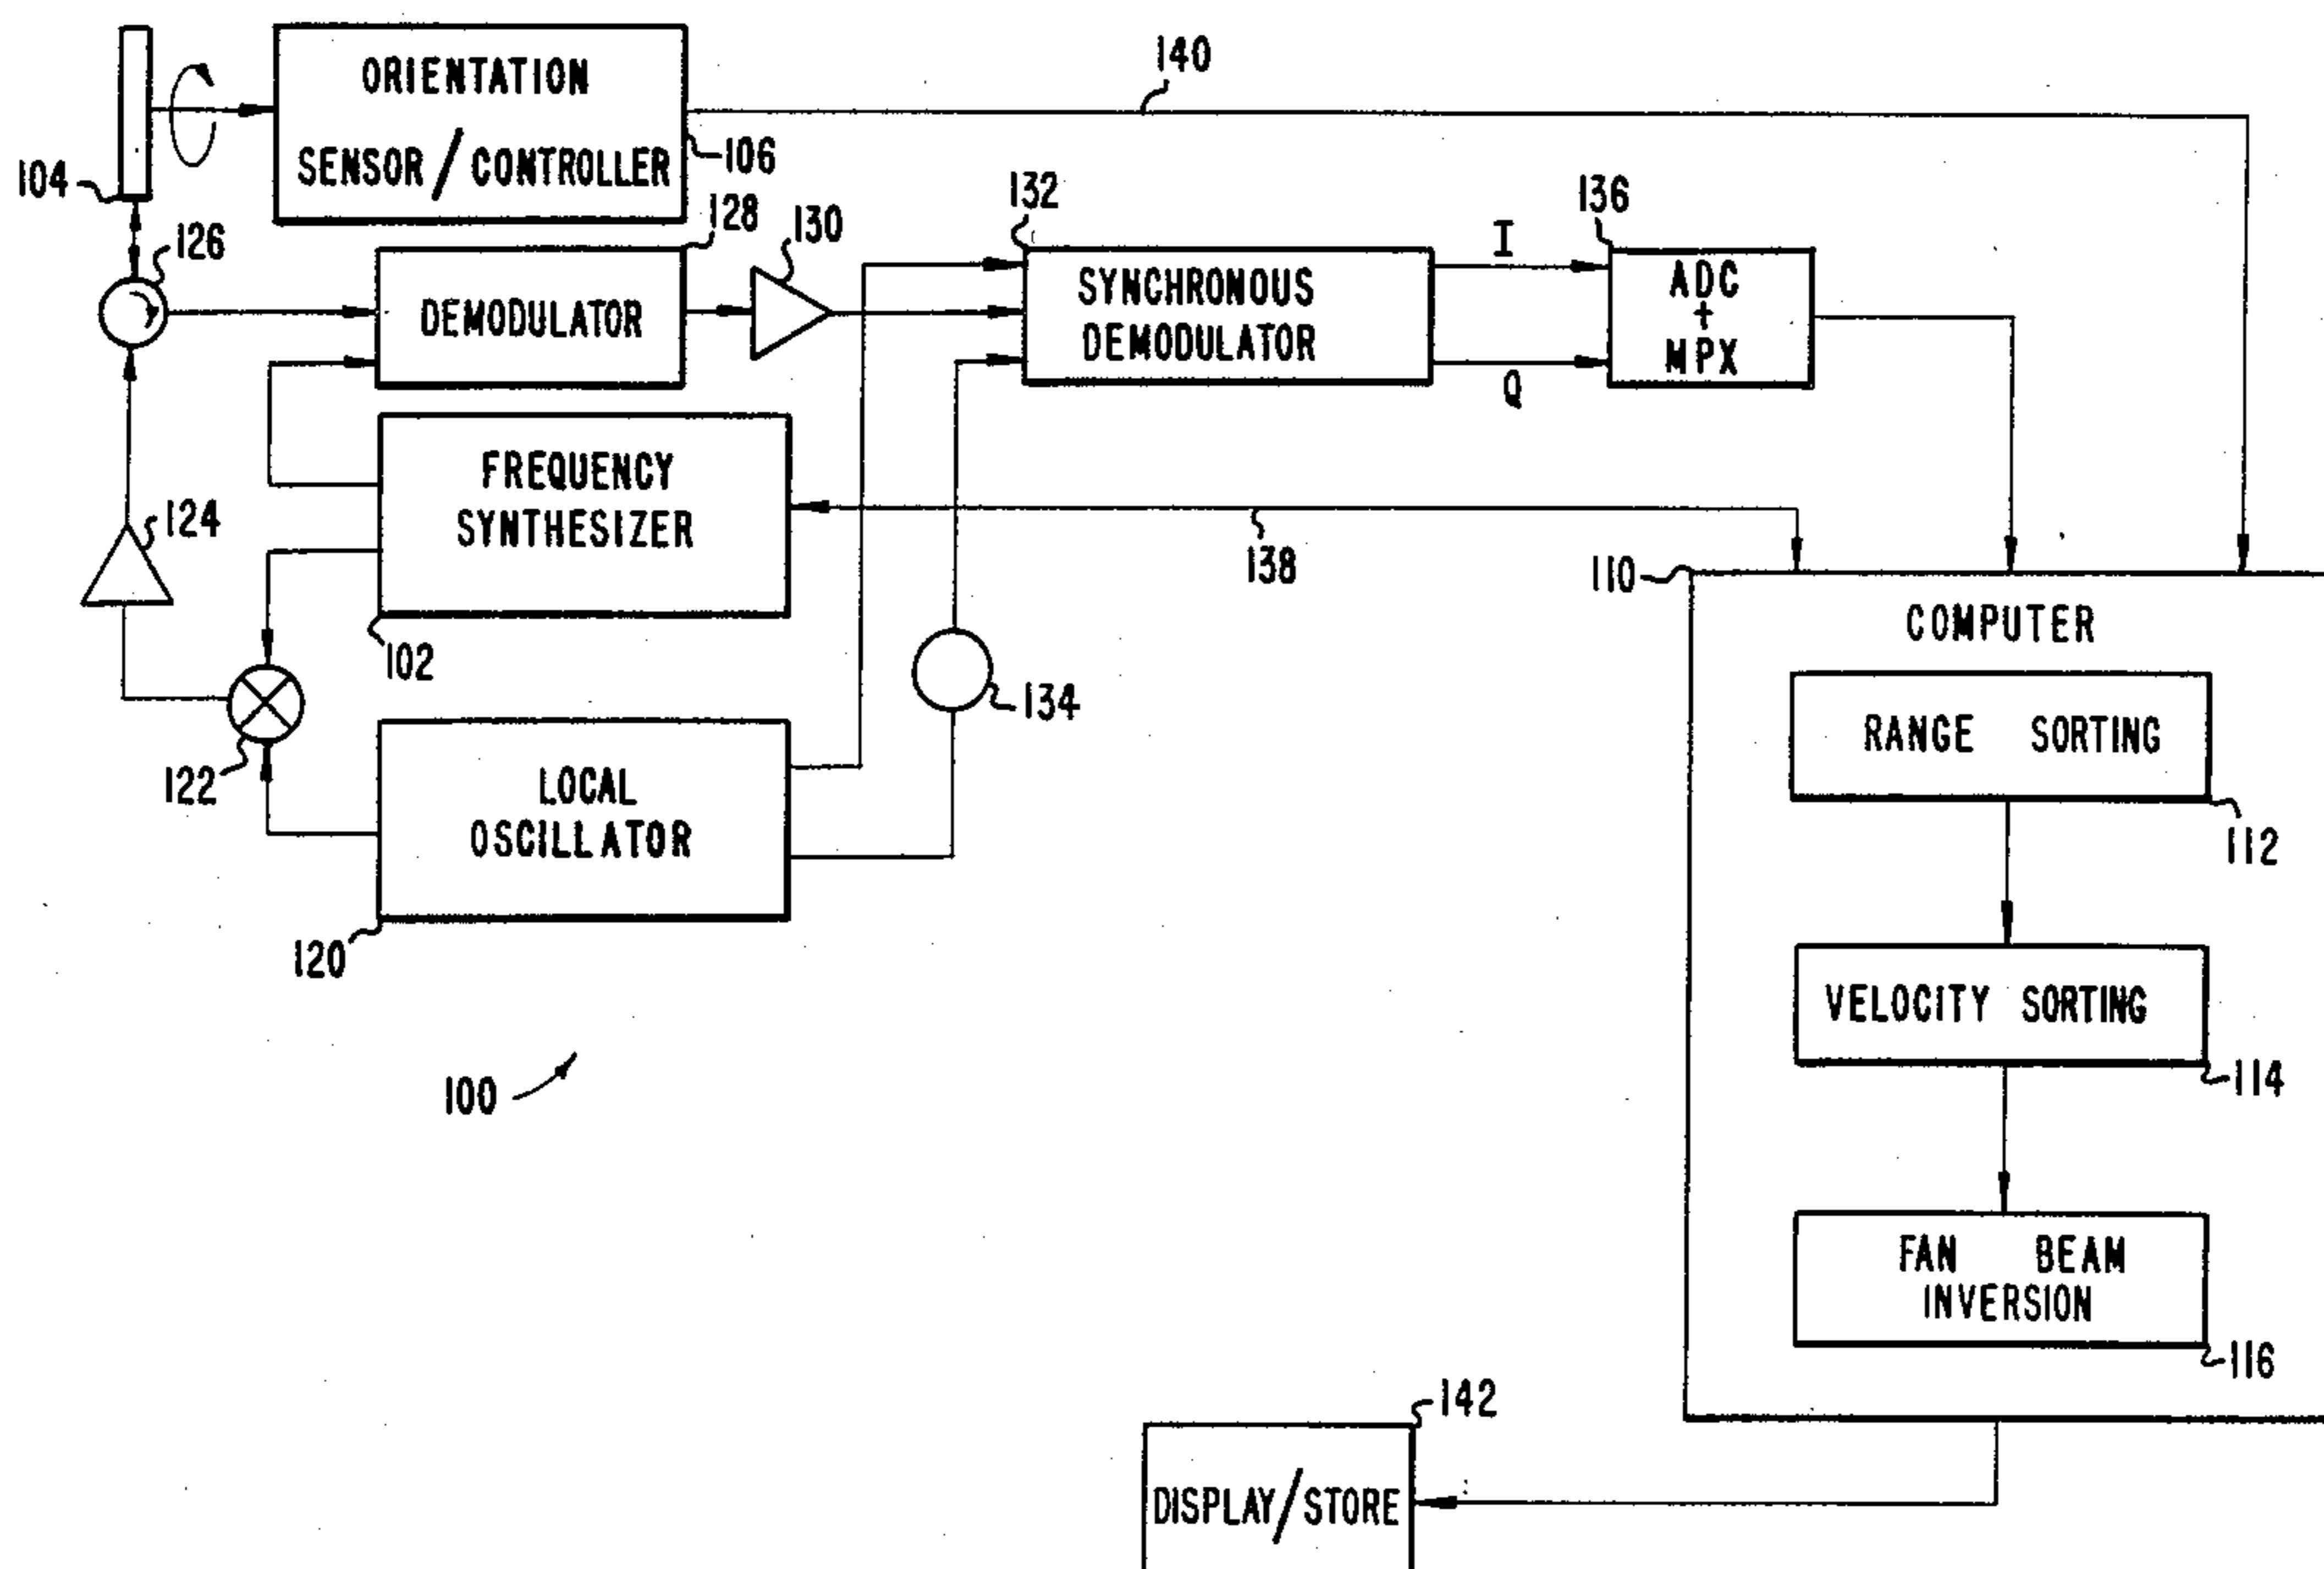 140
ORIENTATION
SENSOR/CONTROLLER
106
104
126
128
130
132
136
DEMODULATOR
SYNCHRONOUS
DEMODULATOR
I
Q
ADC
+
MPX
FREQUENCY
SYNTHESIZER
124
138
102
134
122
LOCAL
OSCILLATOR
120
100
110
COMPUTER
RANGE SORTING
112
VELOCITY SORTING
114
FAN BEAM
INVERSION
116
142
DISPLAY/STORE